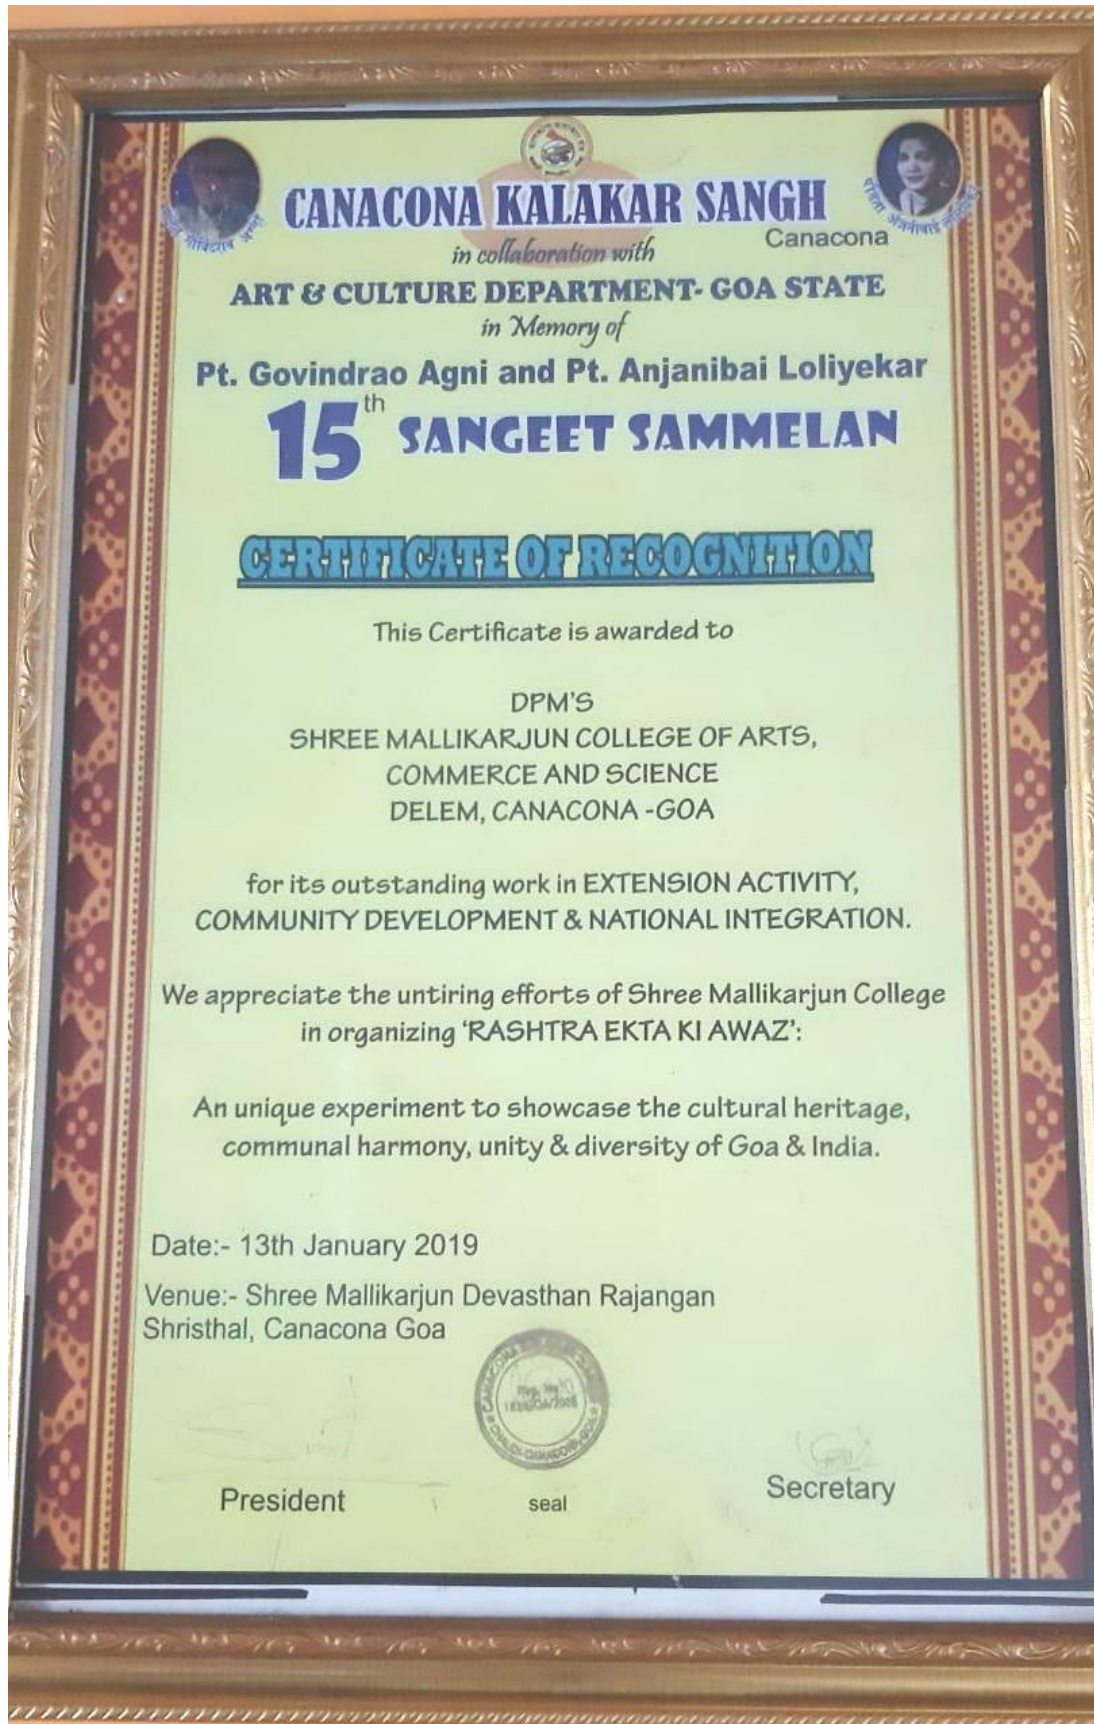 CANACONA KALAKAR SANGH
Canacona
in collaboration with
ART & CULTURE DEPARTMENT- GOA STATE
in Memory of
Pt. Govindrao Agni and Pt. Anjanibai Loliyekar
15th SANGEET SAMMELAN
CERTIFICATE OF RECOGNITION
This Certificate is awarded to
DPM'S
SHREE MALLIKARJUN COLLEGE OF ARTS,
COMMERCE AND SCIENCE
DELEM, CANACONA -GOA
for its outstanding work in EXTENSION ACTIVITY,
COMMUNITY DEVELOPMENT & NATIONAL INTEGRATION.
We appreciate the untiring efforts of Shree Mallikarjun College
in organizing 'RASHTRA EKTA KI AWAZ':
An unique experiment to showcase the cultural heritage,
communal harmony, unity & diversity of Goa & India.
Date:- 13th January 2019
Venue:- Shree Mallikarjun Devasthan Rajangan
Shristhal, Canacona Goa
President
seal
Secretary